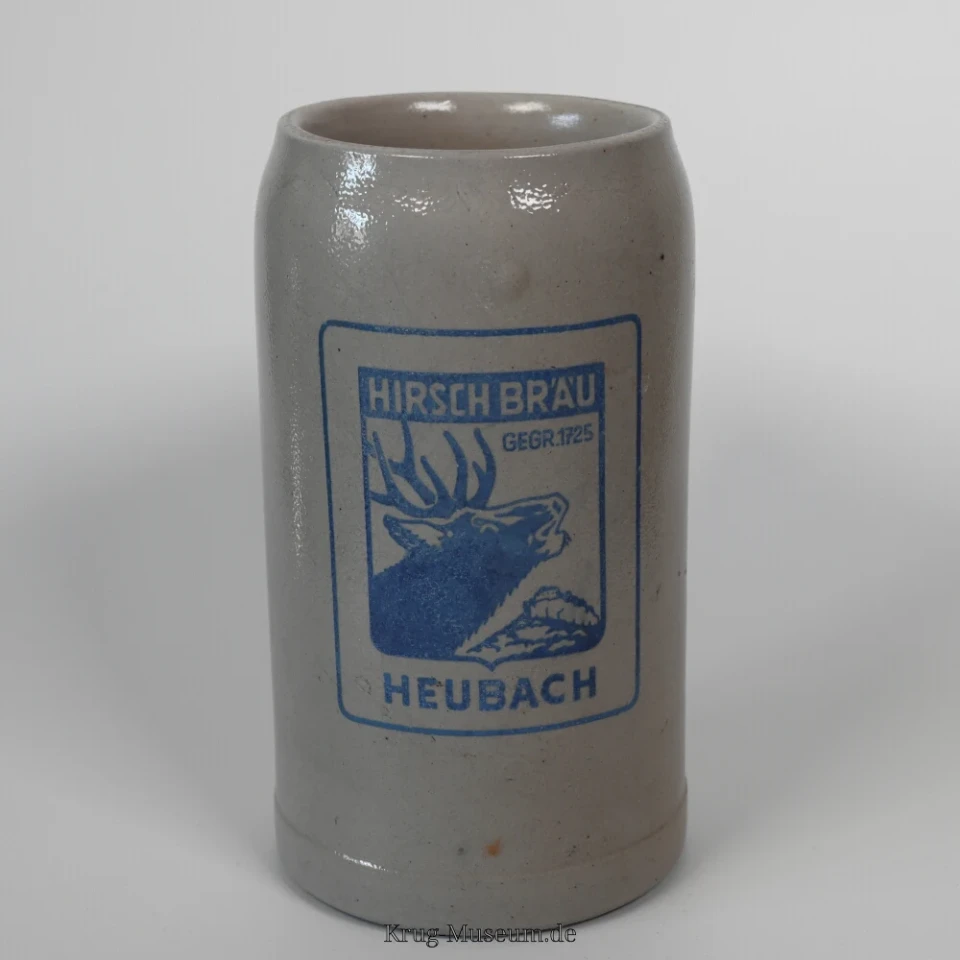 HIRSCH BRÄU
GEGR. 1725
HEUBACH
Krug-Museum.de